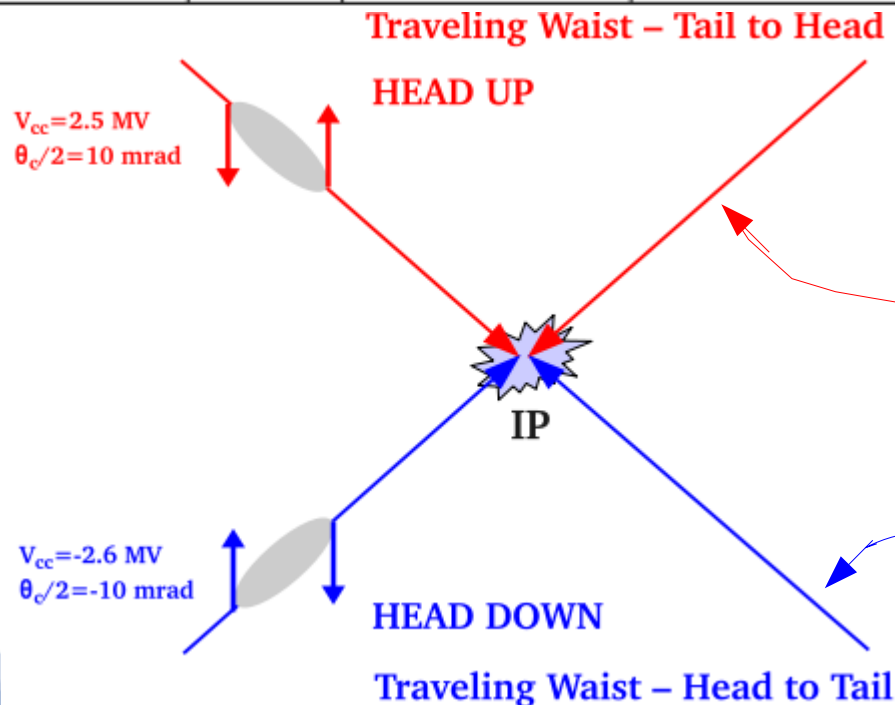 Traveling Waist – Tail to Head
HEAD UP
Vcc=2.5 MV
θc/2=10 mrad
IP
Vcc=-2.6 MV
θc/2=-10 mrad
HEAD DOWN
Traveling Waist – Head to Tail